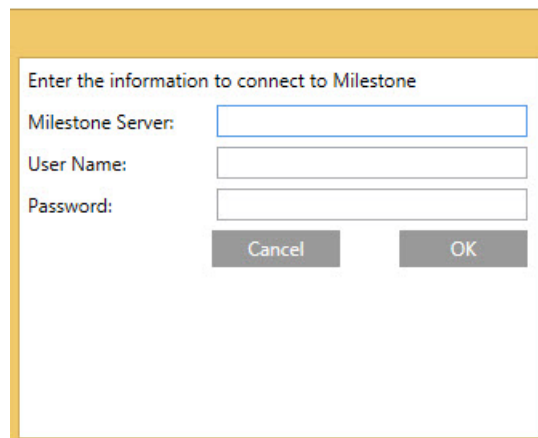 Enter the information to connect to Milestone
Milestone Server:
User Name:
Password:
Cancel OK